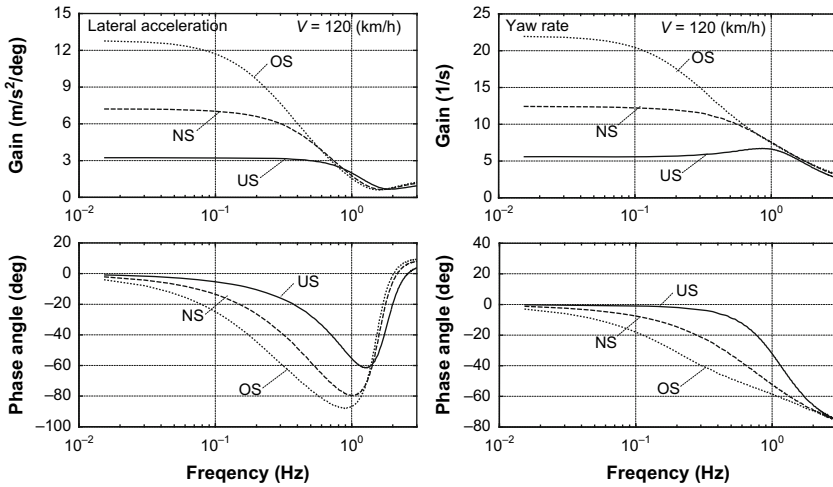 Lateral acceleration V = 120 (km/h)
Gain (m/s²/deg)
15
12
9
6
3
0
OS
NS
US
10⁻² 10⁻¹ 10⁰
Yaw rate V = 120 (km/h)
Gain (1/s)
25
20
15
10
5
0
OS
NS
US
10⁻² 10⁻¹ 10⁰
Phase angle (deg)
20
0
−20
−40
−60
−80
−100
US
NS
OS
10⁻² 10⁻¹ 10⁰
Freqency (Hz)
Phase angle (deg)
40
20
0
−20
−40
−60
−80
US
NS
OS
10⁻² 10⁻¹ 10⁰
Freqency (Hz)